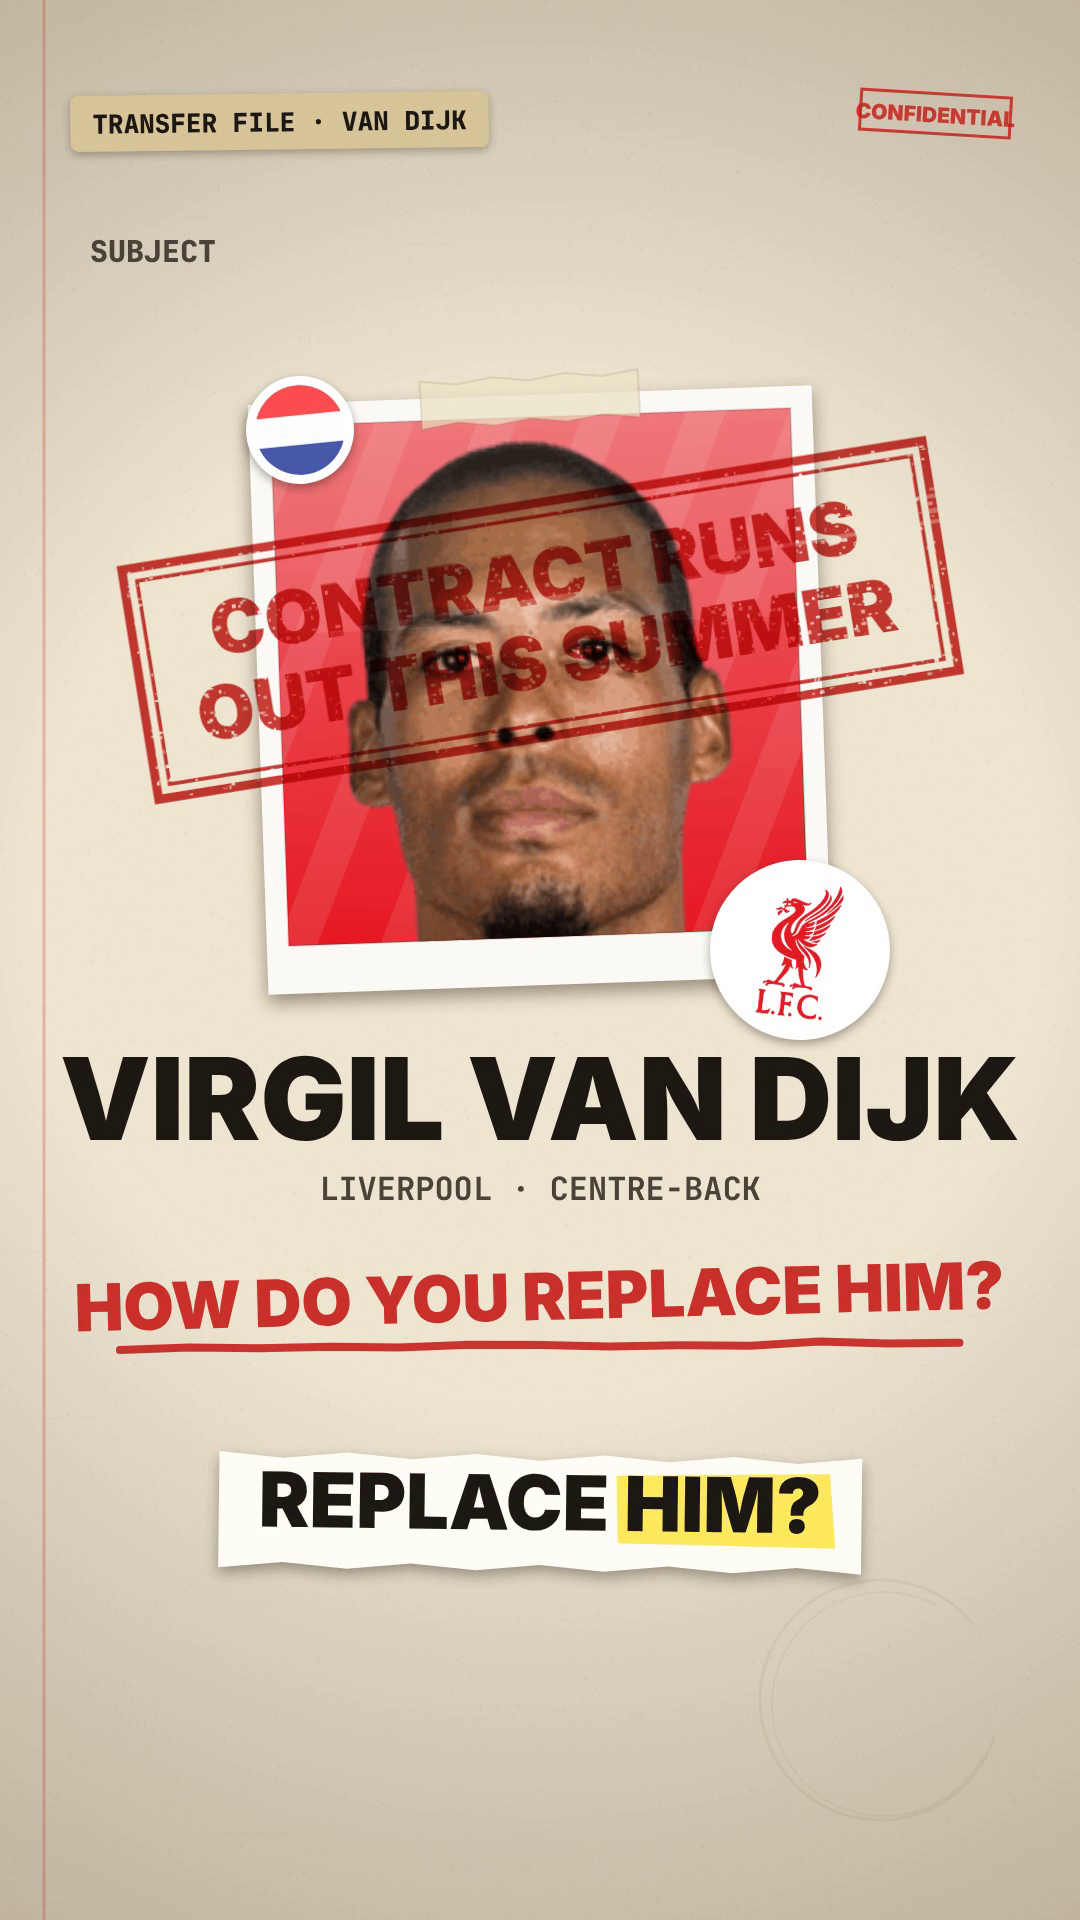 TRANSFER FILE · VAN DIJK
CONFIDENTIAL
SUBJECT
CONTRACT RUNS
OUT THIS SUMMER
L.F.C.
VIRGIL VAN DIJK
LIVERPOOL · CENTRE-BACK
HOW DO YOU REPLACE HIM?
REPLACE HIM?